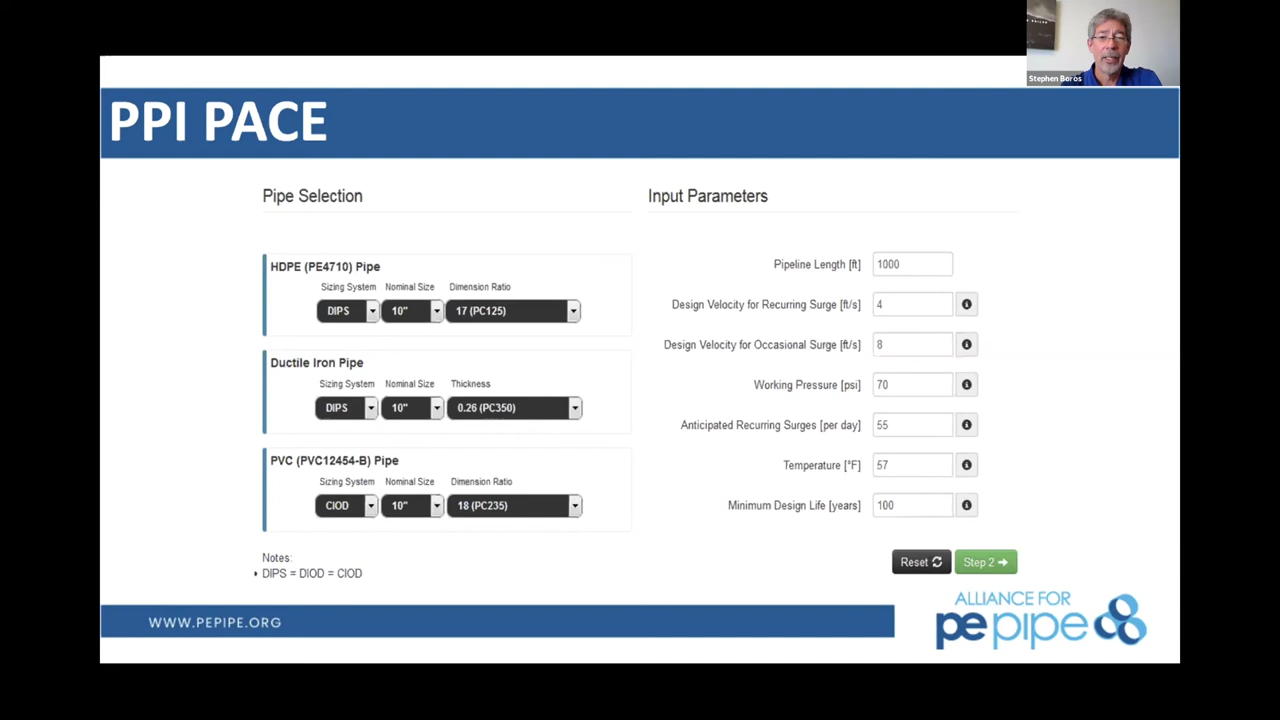 Stephen Boros
PPI PACE
Pipe Selection
HDPE (PE4710) Pipe
Sizing System Nominal Size Dimension Ratio
DIPS 10" 17 (PC125)
Ductile Iron Pipe
Sizing System Nominal Size Thickness
DIPS 10" 0.26 (PC350)
PVC (PVC12454-B) Pipe
Sizing System Nominal Size Dimension Ratio
CIOD 10" 18 (PC235)
Notes:
DIPS = DIOD = CIOD
Input Parameters
Pipeline Length [ft] 1000
Design Velocity for Recurring Surge [ft/s] 4
Design Velocity for Occasional Surge [ft/s] 8
Working Pressure [psi] 70
Anticipated Recurring Surges [per day] 55
Temperature [°F] 57
Minimum Design Life [years] 100
Reset Step 2
WWW.PEPIPE.ORG
ALLIANCE FOR
pepipe